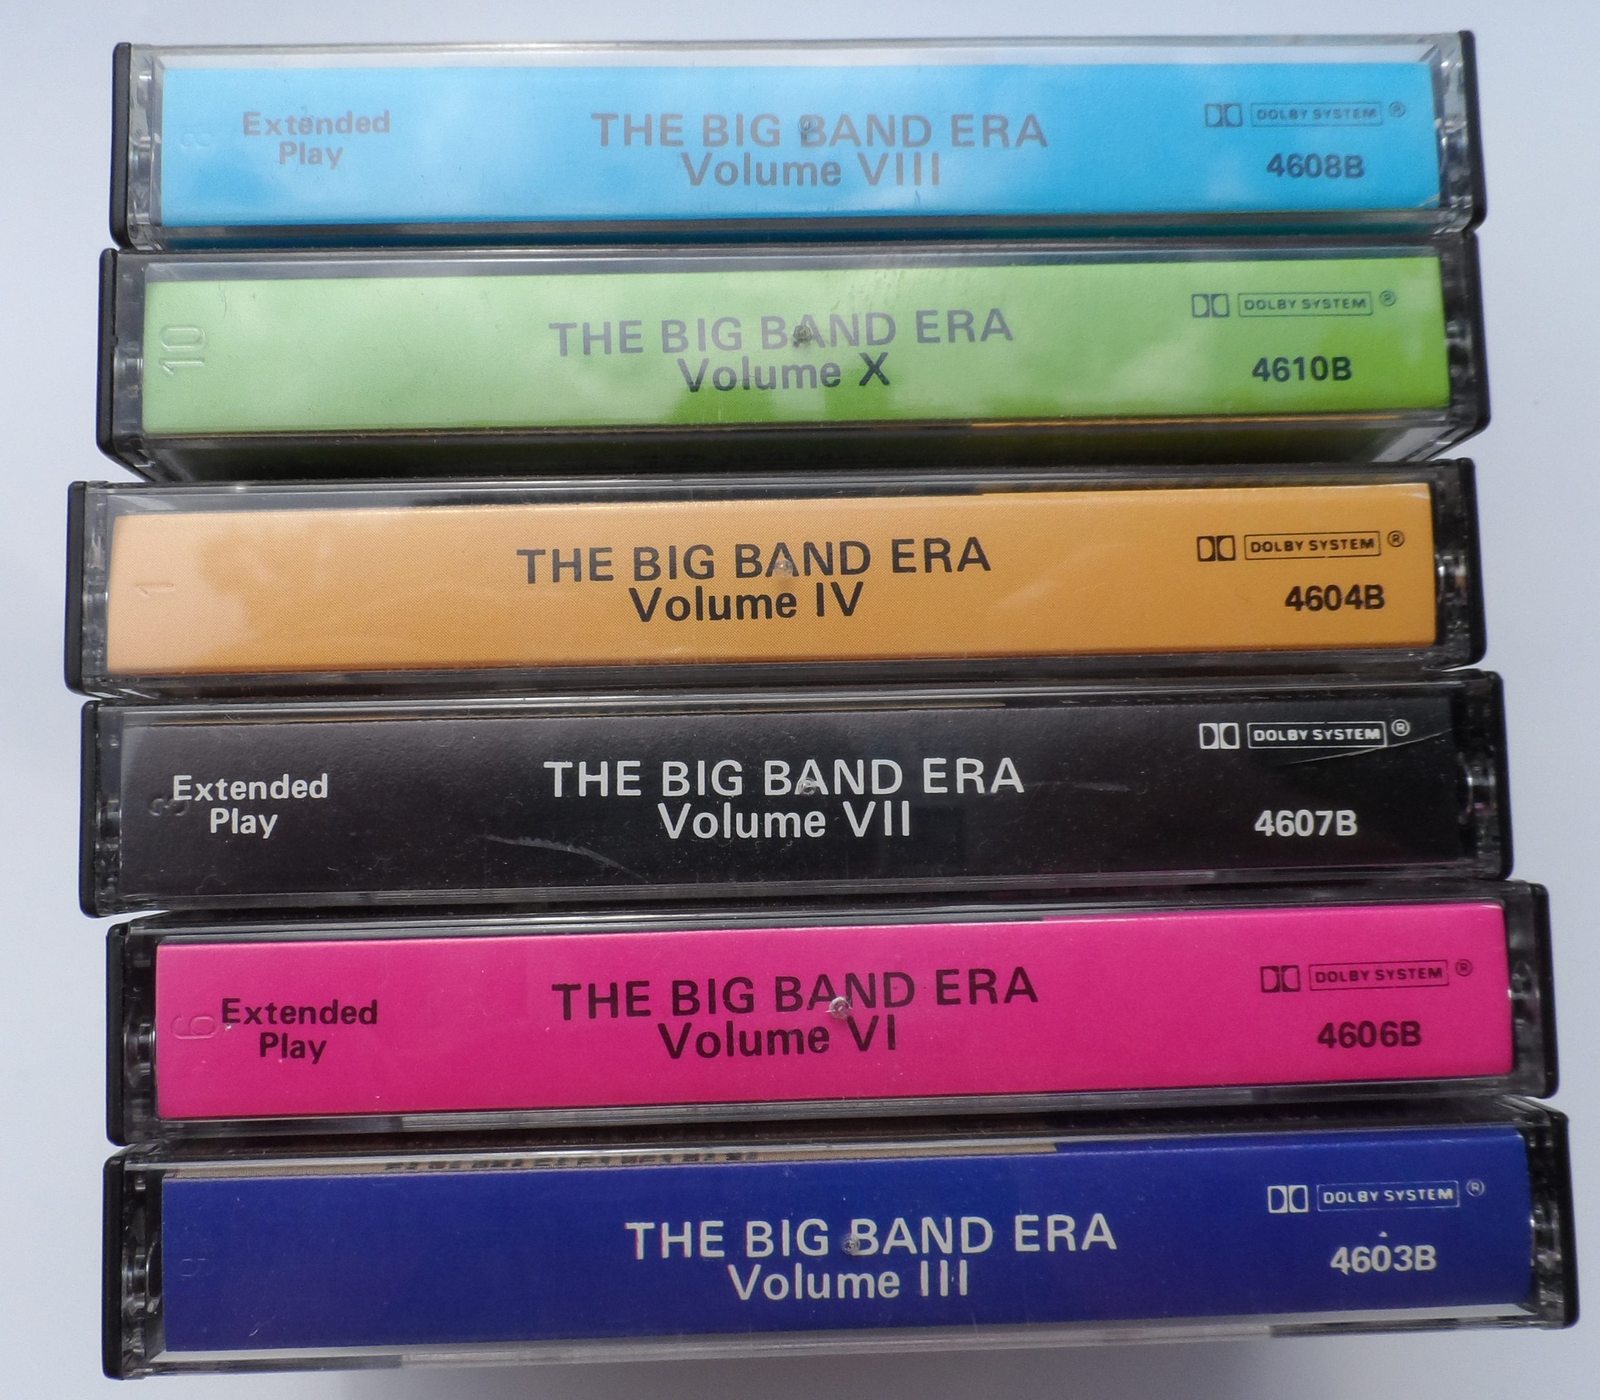 Extended
Play
THE BIG BAND ERA
Volume VIII
DOLBY SYSTEM ®
4608B
10
THE BIG BAND ERA
Volume X
DOLBY SYSTEM ®
4610B
1
THE BIG BAND ERA
Volume IV
DOLBY SYSTEM ®
4604B
Extended
Play
THE BIG BAND ERA
Volume VII
DOLBY SYSTEM ®
4607B
6
Extended
Play
THE BIG BAND ERA
Volume VI
DOLBY SYSTEM ®
4606B
THE BIG BAND ERA
Volume III
DOLBY SYSTEM ®
4603B